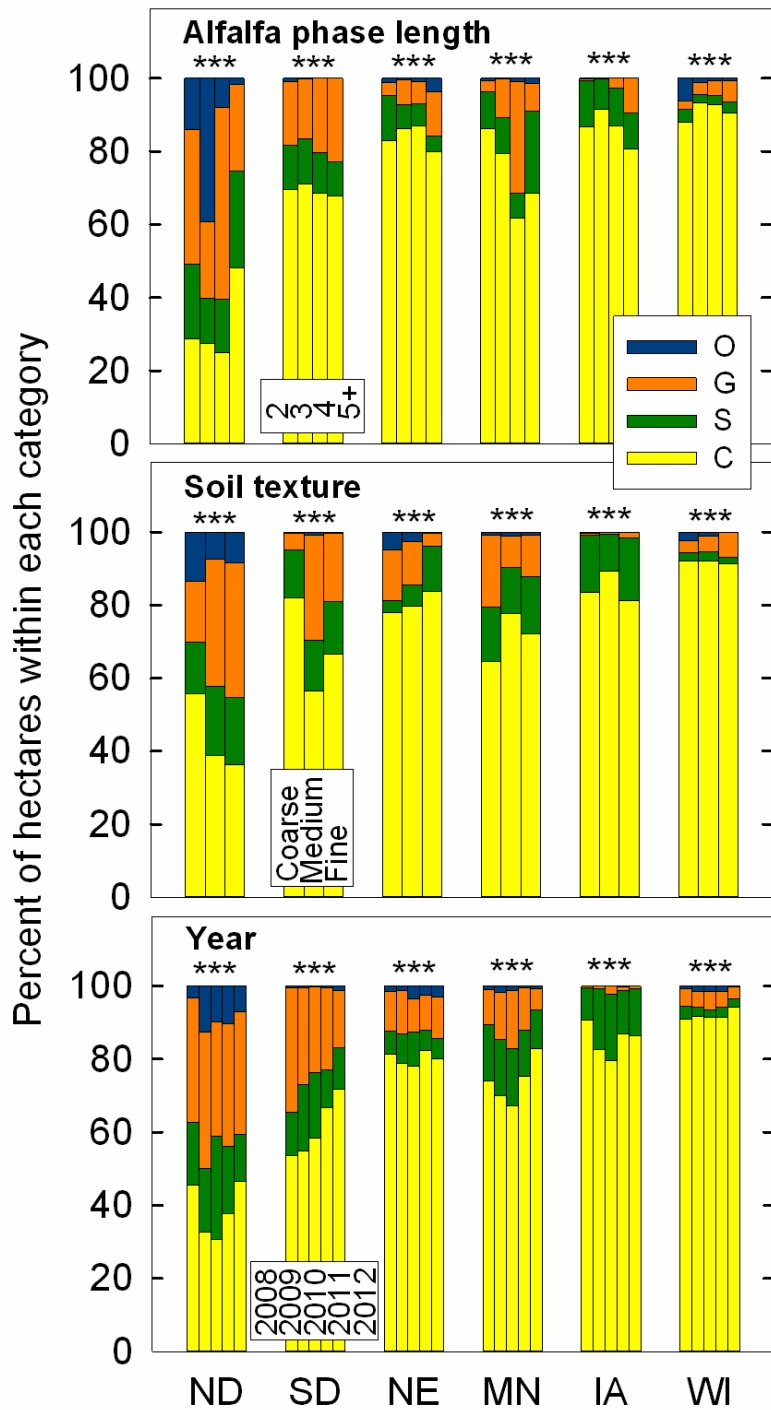 Percent of hectares within each category
Alfalfa phase length
*** *** *** *** *** ***
100
80
60
40
20
0
2
3
4
5+
O
G
S
C
Soil texture
*** *** *** *** *** ***
100
80
60
40
20
0
Coarse
Medium
Fine
Year
*** *** *** *** *** ***
100
80
60
40
20
0
2008
2009
2010
2011
2012
ND SD NE MN IA WI